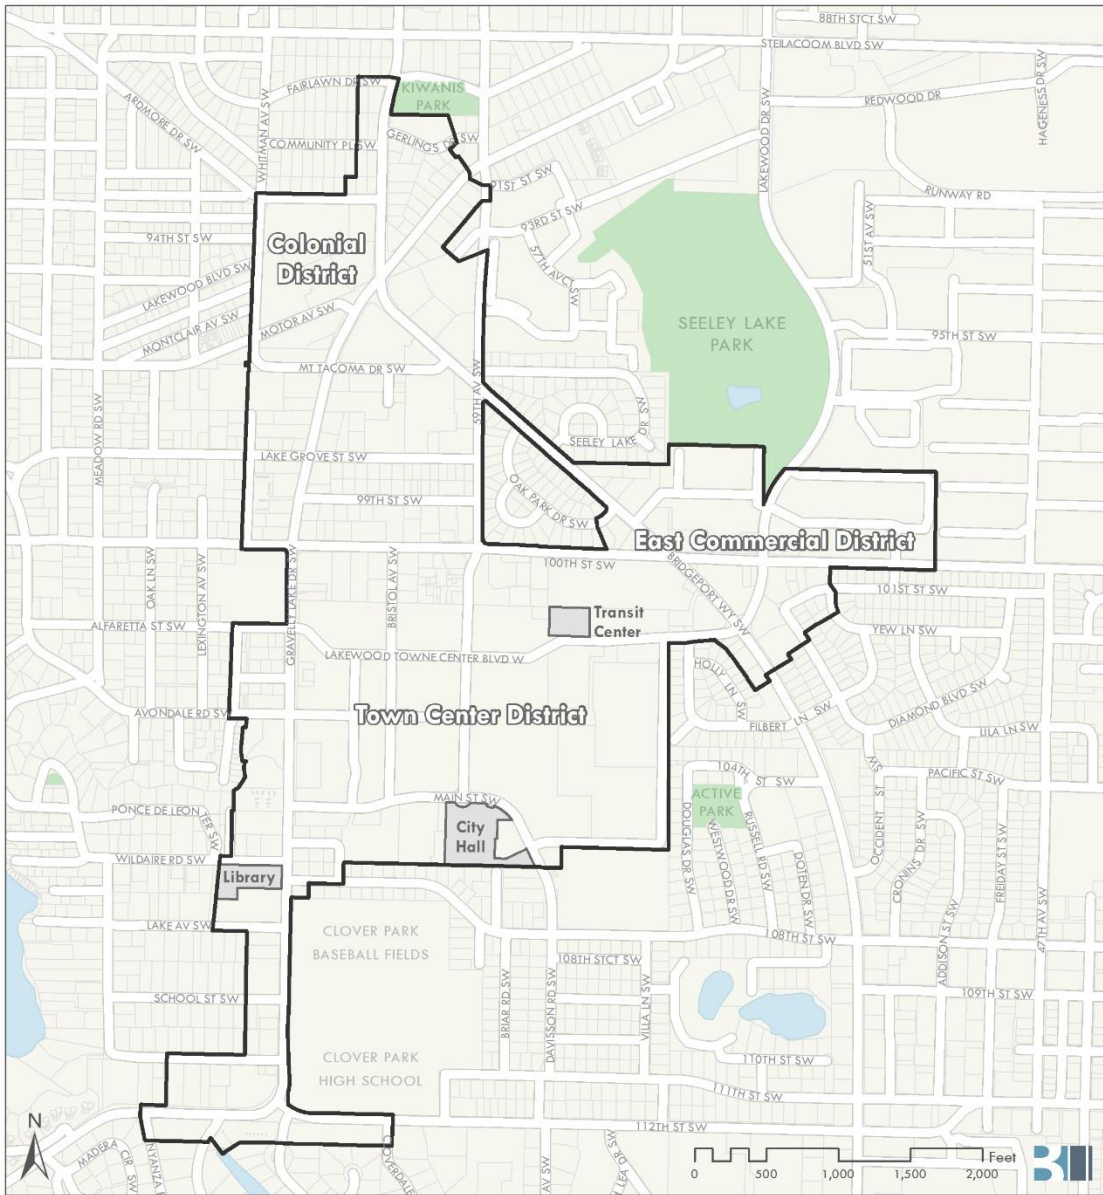 88TH STCT SW
STEILACOOM BLVD SW
HAGENESS DR SW
FAIRLAWN DR SW
KIWANIS
PARK
REDWOOD DR
LAKEWOOD DR SW
ARDMORE DR SW
WHITMAN AV SW
GERLINGS DR SW
COMMUNITY PL SW
91ST ST SW
RUNWAY RD
93RD ST SW
51ST AV SW
94TH ST SW
Colonial
District
57TH AVCT SW
LAKEWOOD BLVD SW
MONTCLAIR AV SW
MOTOR AV SW
SEELEY LAKE
PARK
95TH ST SW
MT TACOMA DR SW
59TH AV SW
MEADOW RD SW
SEELEY LAKE DR SW
LAKE GROVE ST SW
99TH ST SW
OAK PARK DR SW
East Commercial District
100TH ST SW
BRIDGEPORT WY SW
OAK LN SW
LEXINGTON AV SW
GRAVELLY LAKE DR SW
BRISTOL AV SW
101ST ST SW
Transit
Center
ALFARETTA ST SW
YEW LN SW
LAKEWOOD TOWNE CENTER BLVD W
HOLLY LN SW
DIAMOND BLVD SW
AVONDALE RD SW
Town Center District
FILBERT LN SW
LILA LN SW
104TH ST SW
PACIFIC ST SW
ACTIVE
PARK
MAIN ST SW
PONCE DE LEON
TER SW
City
Hall
DOUGLAS DR SW
WESTWOOD DR SW
RUSSELL RD SW
DOTEN DR SW
OCCIDENT ST SW
CRONIN DR SW
FREIDAY ST SW
47TH AV SW
WILDAIRE RD SW
Library
LAKE AV SW
CLOVER PARK
BASEBALL FIELDS
108TH ST SW
108TH STCT SW
ADDISON ST SW
SCHOOL ST SW
BRIAR RD SW
DAVISSON RD SW
VILLA LN SW
109TH ST SW
CLOVER PARK
HIGH SCHOOL
110TH ST SW
111TH ST SW
112TH ST SW
N
MADERA
CIR SW
0 500 1,000 1,500 2,000
Feet